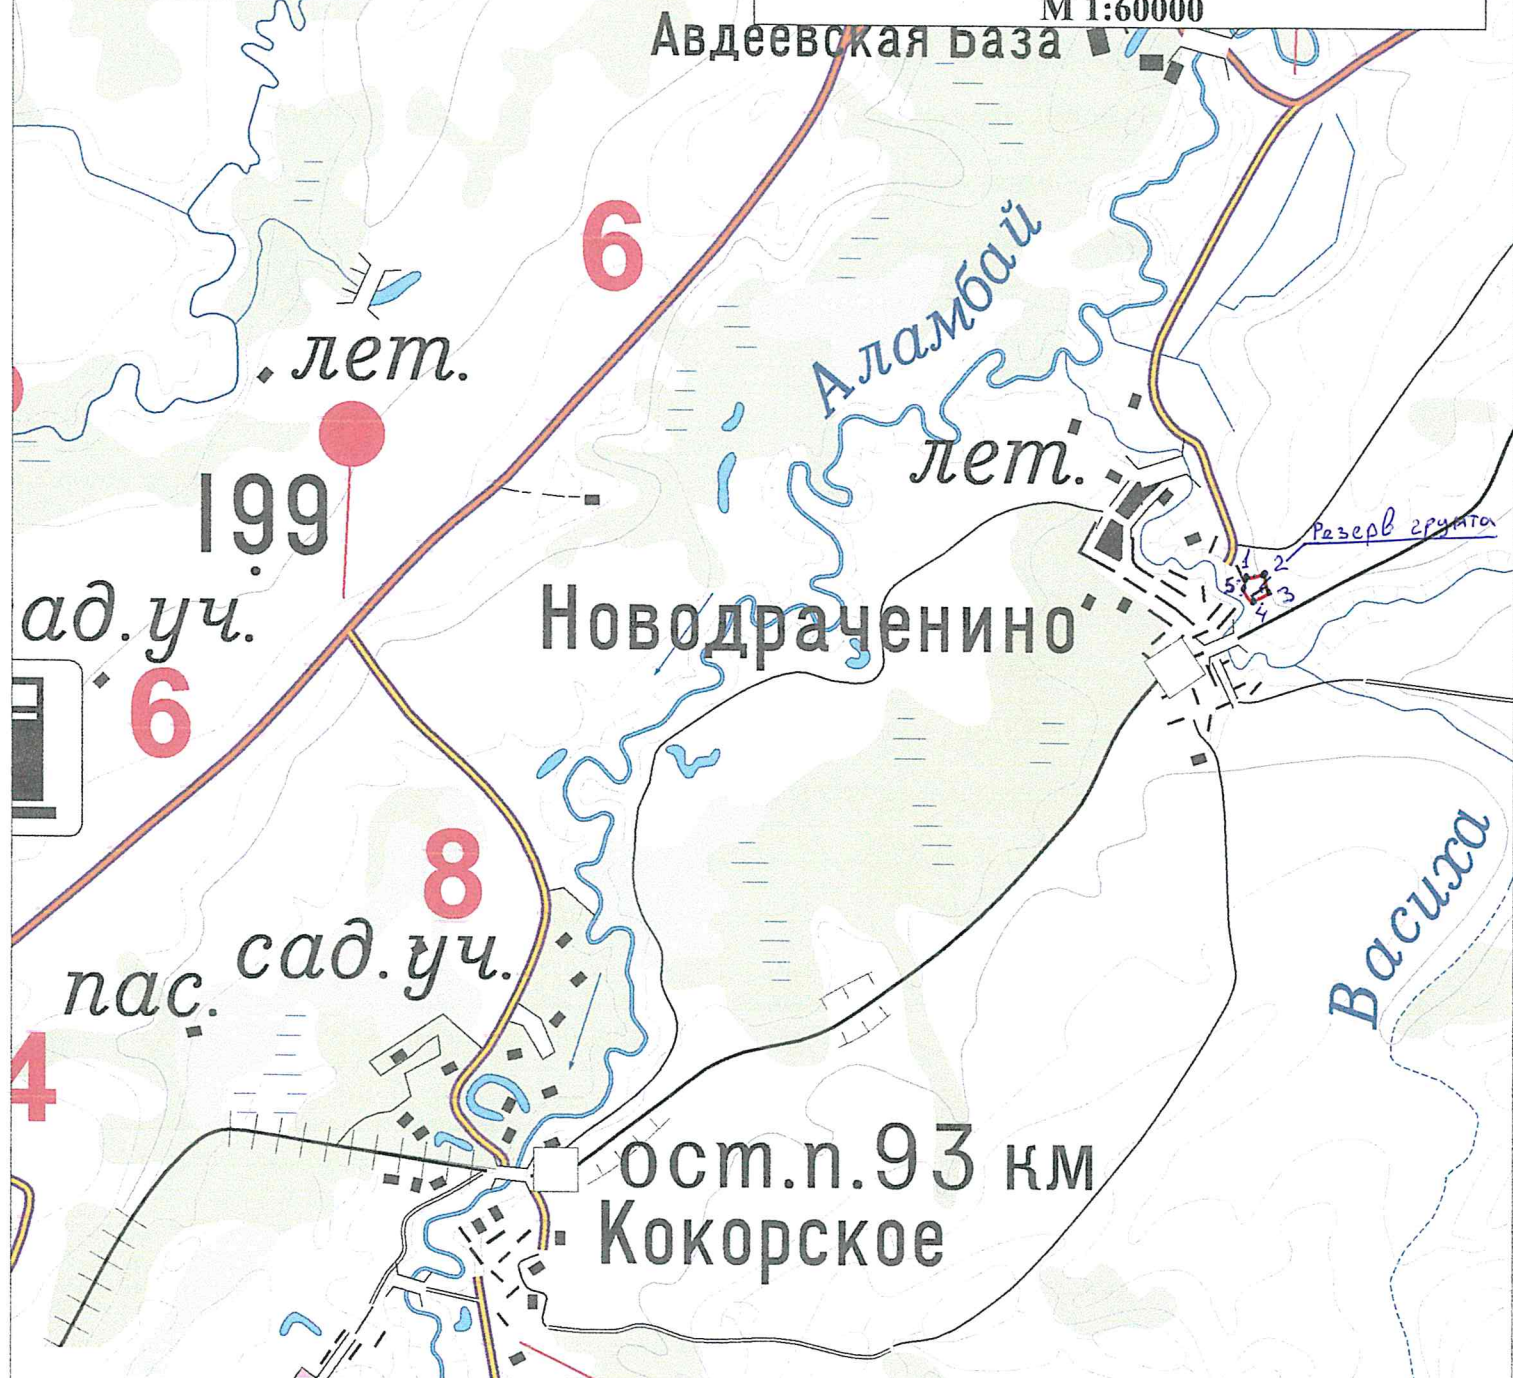 М 1:60000
Авдеевская База
6
Аламбай
лет.
лет.
199
Резерв грунта
1
2
5
3
4
ад.уч.
Новодраченино
6
8
Васиха
сад.уч.
пас.
4
ост.п.93 км
Кокорское